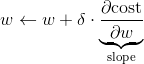 w ← w + δ · ∂cost/∂w
slope